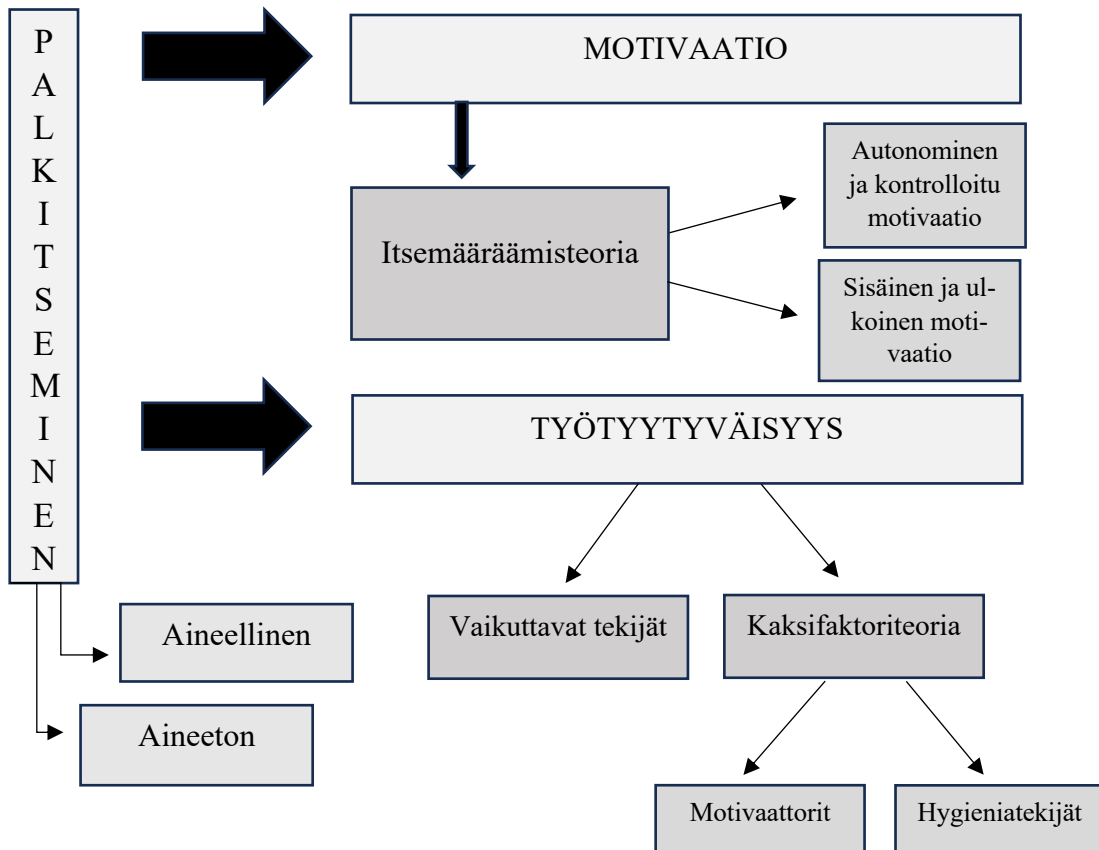 PALKITSEMINEN
MOTIVAATIO
Autonominen
ja kontrolloitu
motivaatio
Itsemääräämisteoria
Sisäinen ja ul-
koinen moti-
vaatio
TYÖTYYTYVÄISYYS
Vaikuttavat tekijät
Kaksifaktoriteoria
Aineellinen
Aineeton
Motivaattorit
Hygieniatekijät